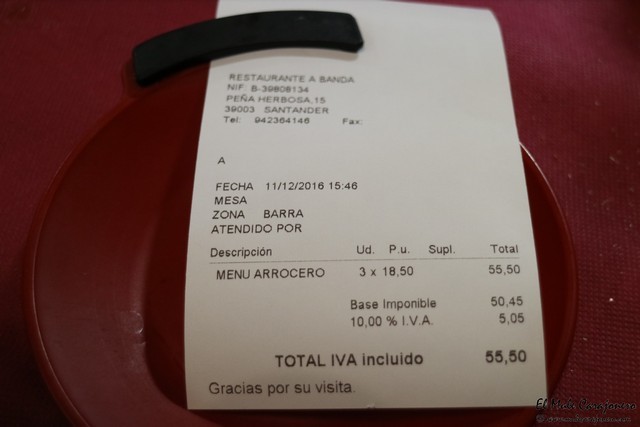 RESTAURANTE A BANDA
NIF: B-39808134
PEÑA HERBOSA,15
39003 SANTANDER
Tel: 942364146 Fax:
A
FECHA 11/12/2016 15:46
MESA
ZONA BARRA
ATENDIDO POR
Descripción Ud. P.u. Supl. Total
MENU ARROCERO 3 x 18,50 55,50
Base Imponible 50,45
10,00 % I.V.A. 5,05
TOTAL IVA incluido 55,50
Gracias por su visita.